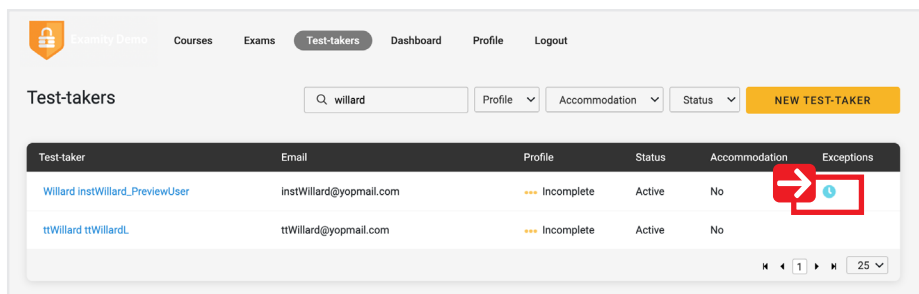 Examity Demo Courses Exams Test-takers Dashboard Profile Logout
Test-takers willard Profile Accommodation Status NEW TEST-TAKER
Test-taker Email Profile Status Accommodation Exceptions
Willard instWillard_PreviewUser instWillard@yopmail.com Incomplete Active No
ttWillard ttWillardL ttWillard@yopmail.com Incomplete Active No
1 25